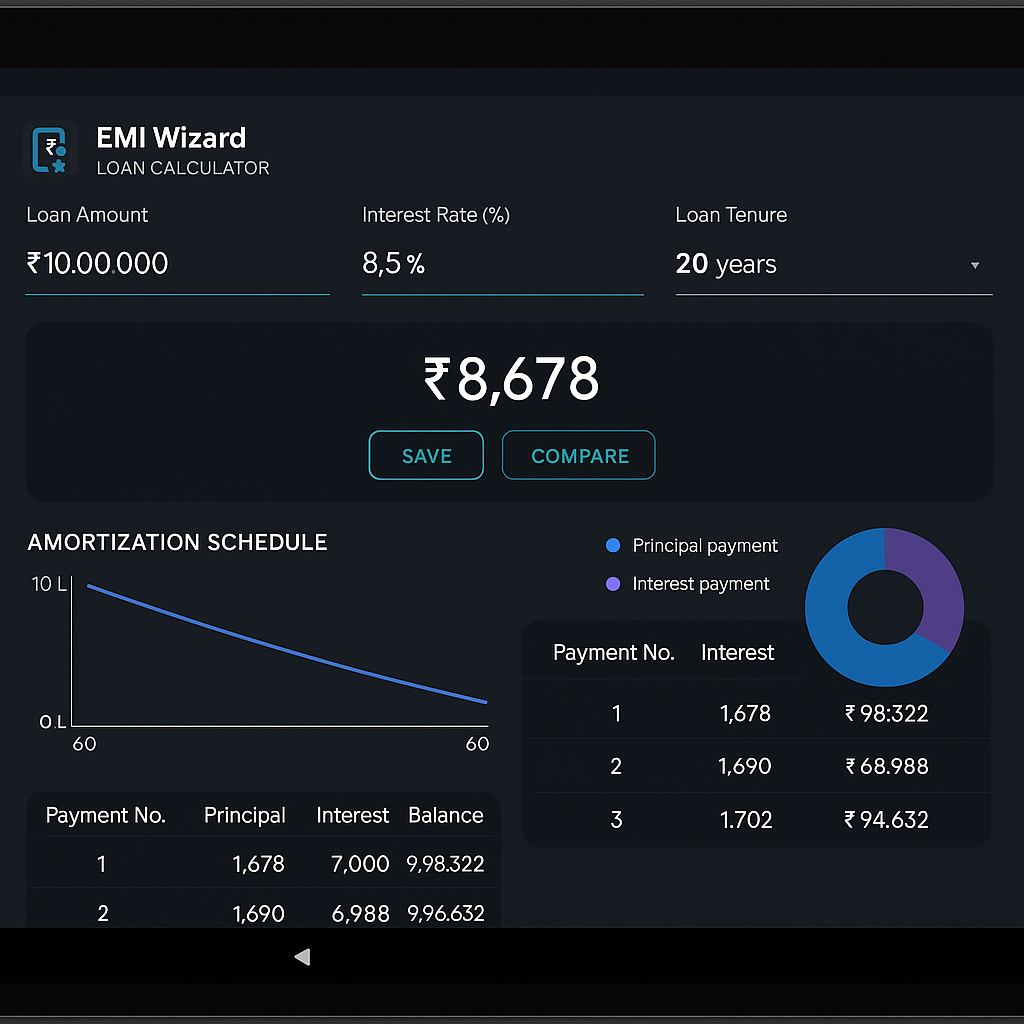 EMI Wizard
LOAN CALCULATOR
Loan Amount Interest Rate (%) Loan Tenure
₹10.00.000 8,5 % 20 years
₹8,678
SAVE COMPARE
AMORTIZATION SCHEDULE
10 L
0 L
60 60
Principal payment
Interest payment
Payment No. Interest
1 1,678 ₹ 98:322
2 1,690 ₹ 68.988
3 1.702 ₹ 94.632
Payment No. Principal Interest Balance
1 1,678 7,000 9,98.322
2 1,690 6,988 9,96.632